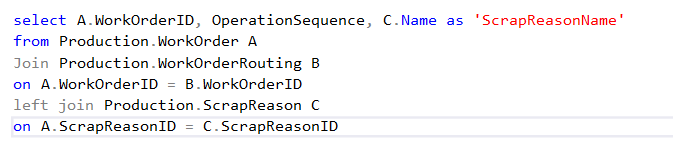 select A.WorkOrderID, OperationSequence, C.Name as 'ScrapReasonName'
from Production.WorkOrder A
Join Production.WorkOrderRouting B
on A.WorkOrderID = B.WorkOrderID
left join Production.ScrapReason C
on A.ScrapReasonID = C.ScrapReasonID